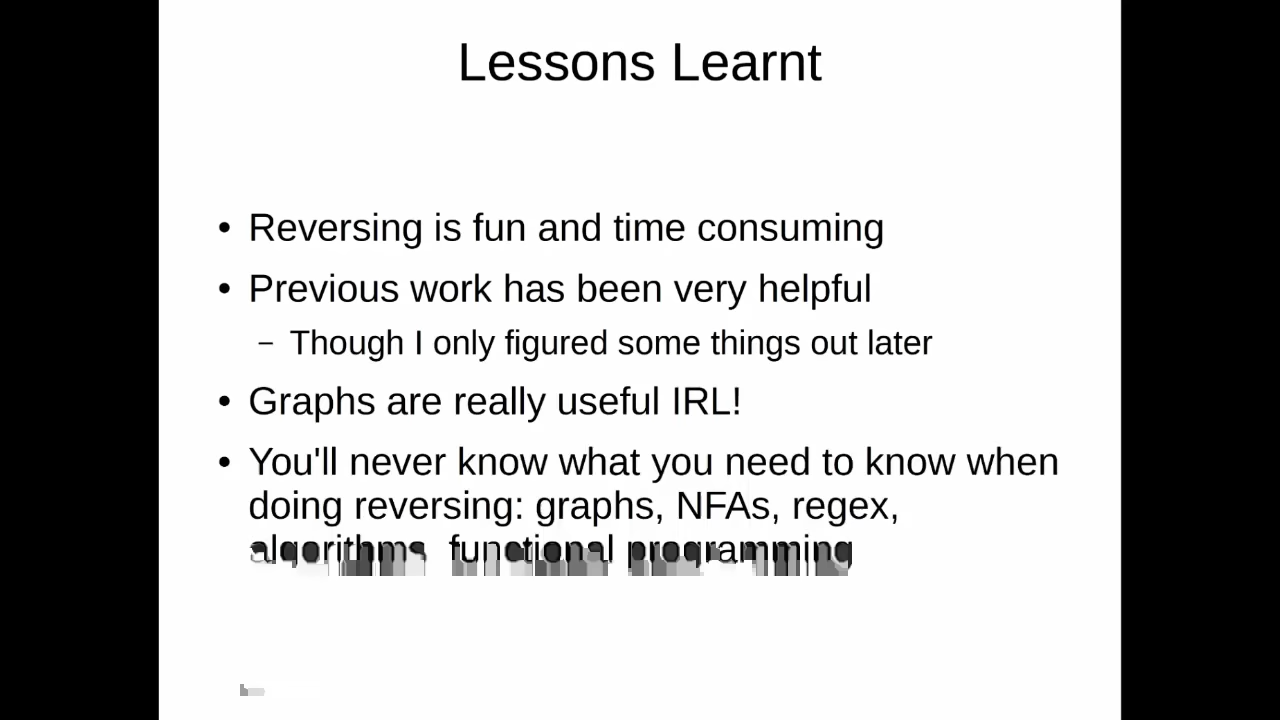 Lessons Learnt
• Reversing is fun and time consuming
• Previous work has been very helpful
– Though I only figured some things out later
• Graphs are really useful IRL!
• You'll never know what you need to know when
doing reversing: graphs, NFAs, regex,
algorithms functional programming